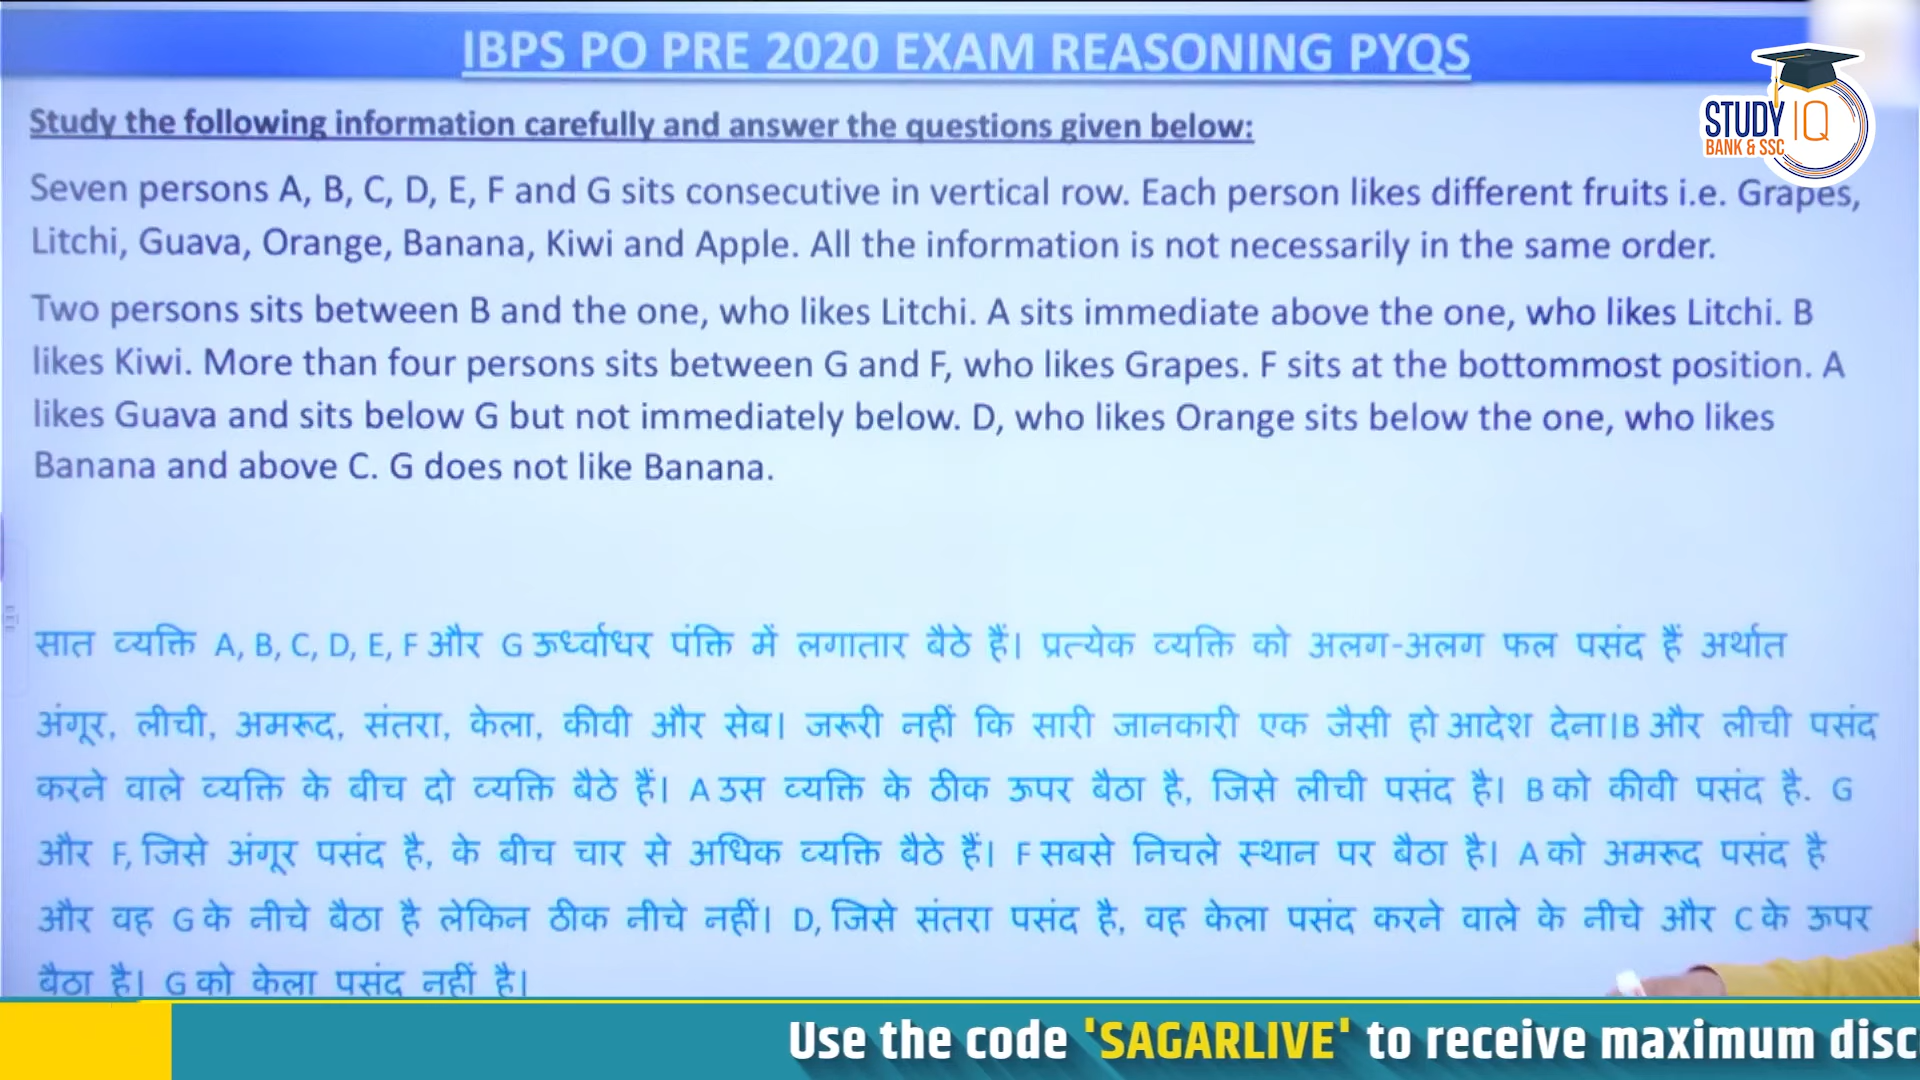 IBPS PO PRE 2020 EXAM REASONING PYQS
STUDY IQ
BANK & SSC
Study the following information carefully and answer the questions given below:
Seven persons A, B, C, D, E, F and G sits consecutive in vertical row. Each person likes different fruits i.e. Grapes,
Litchi, Guava, Orange, Banana, Kiwi and Apple. All the information is not necessarily in the same order.
Two persons sits between B and the one, who likes Litchi. A sits immediate above the one, who likes Litchi. B
likes Kiwi. More than four persons sits between G and F, who likes Grapes. F sits at the bottommost position. A
likes Guava and sits below G but not immediately below. D, who likes Orange sits below the one, who likes
Banana and above C. G does not like Banana.
सात व्यक्ति A, B, C, D, E, F और G ऊर्ध्वाधर पंक्ति में लगातार बैठे हैं। प्रत्येक व्यक्ति को अलग-अलग फल पसंद हैं अर्थात
अंगूर, लीची, अमरूद, संतरा, केला, कीवी और सेब। जरूरी नहीं कि सारी जानकारी एक जैसी हो आदेश देना।B और लीची पसंद
करने वाले व्यक्ति के बीच दो व्यक्ति बैठे हैं। A उस व्यक्ति के ठीक ऊपर बैठा है, जिसे लीची पसंद है। B को कीवी पसंद है. G
और F, जिसे अंगूर पसंद है, के बीच चार से अधिक व्यक्ति बैठे हैं। F सबसे निचले स्थान पर बैठा है। A को अमरूद पसंद है
और वह G के नीचे बैठा है लेकिन ठीक नीचे नहीं। D, जिसे संतरा पसंद है, वह केला पसंद करने वाले के नीचे और C के ऊपर
बैठा है। G को केला पसंद नहीं है।
Use the code 'SAGARLIVE' to receive maximum disc